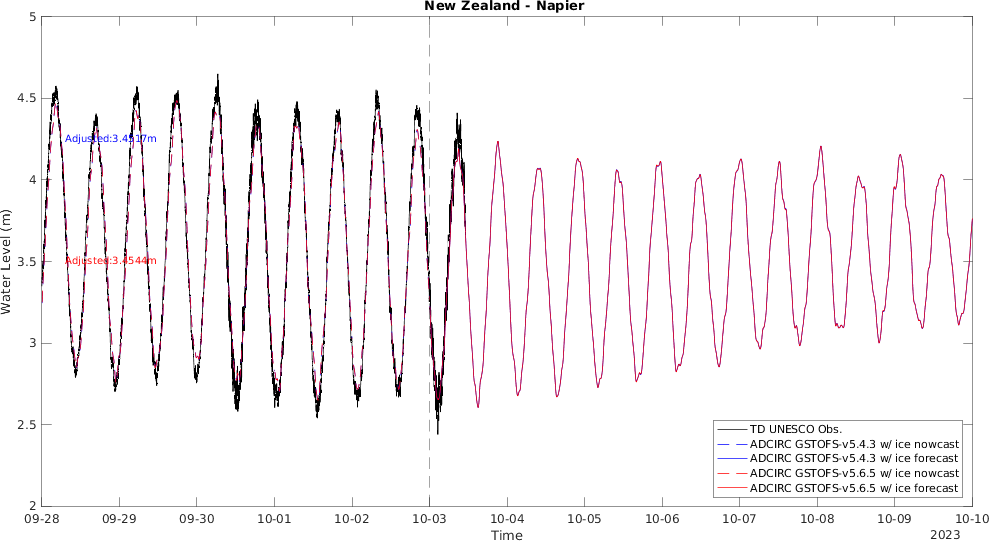 New Zealand - Napier
Water Level (m)
5
4.5
4
3.5
3
2.5
2
Adjusted:3.4544m
TD UNESCO Obs.
ADCIRC GSTOFS-v5.4.3 w/ ice nowcast
ADCIRC GSTOFS-v5.4.3 w/ ice forecast
ADCIRC GSTOFS-v5.6.5 w/ ice nowcast
ADCIRC GSTOFS-v5.6.5 w/ ice forecast
09-28 09-29 09-30 10-01 10-02 10-03 10-04 10-05 10-06 10-07 10-08 10-09 10-10
Time
2023